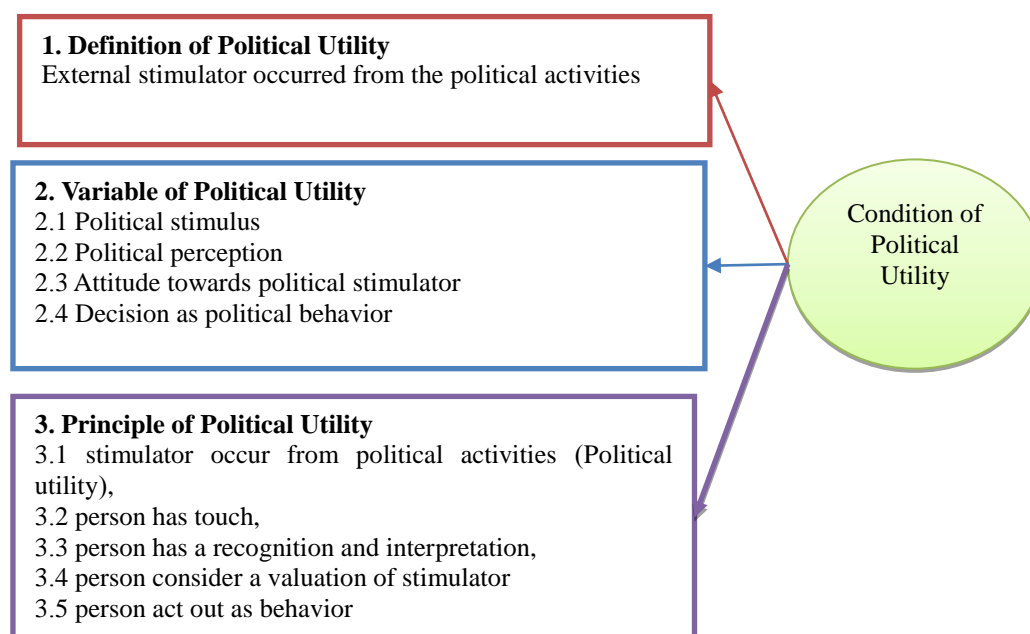 1. Definition of Political Utility
External stimulator occurred from the political activities
2. Variable of Political Utility
2.1 Political stimulus
2.2 Political perception
2.3 Attitude towards political stimulator
2.4 Decision as political behavior
3. Principle of Political Utility
3.1 stimulator occur from political activities (Political
utility),
3.2 person has touch,
3.3 person has a recognition and interpretation,
3.4 person consider a valuation of stimulator
3.5 person act out as behavior
Condition of
Political
Utility